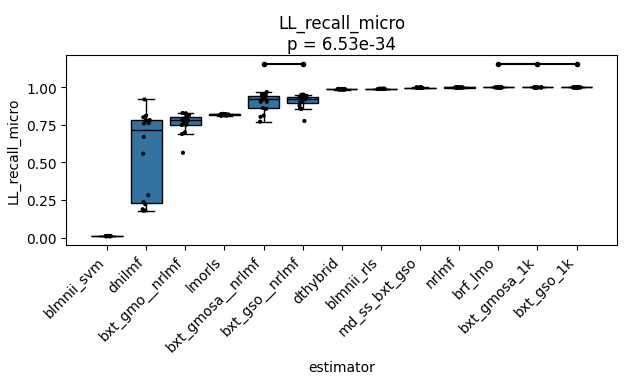 LL_recall_micro
p = 6.53e-34
LL_recall_micro
1.00
0.75
0.50
0.25
0.00
blmnii_svm
dnilmf
bxt_gmo__nrlmf
lmorls
bxt_gmosa__nrlmf
bxt_gso__nrlmf
dthybrid
blmnii_rls
md_ss_bxt_gso
nrlmf
brf_lmo
bxt_gmosa_1k
bxt_gso_1k
estimator